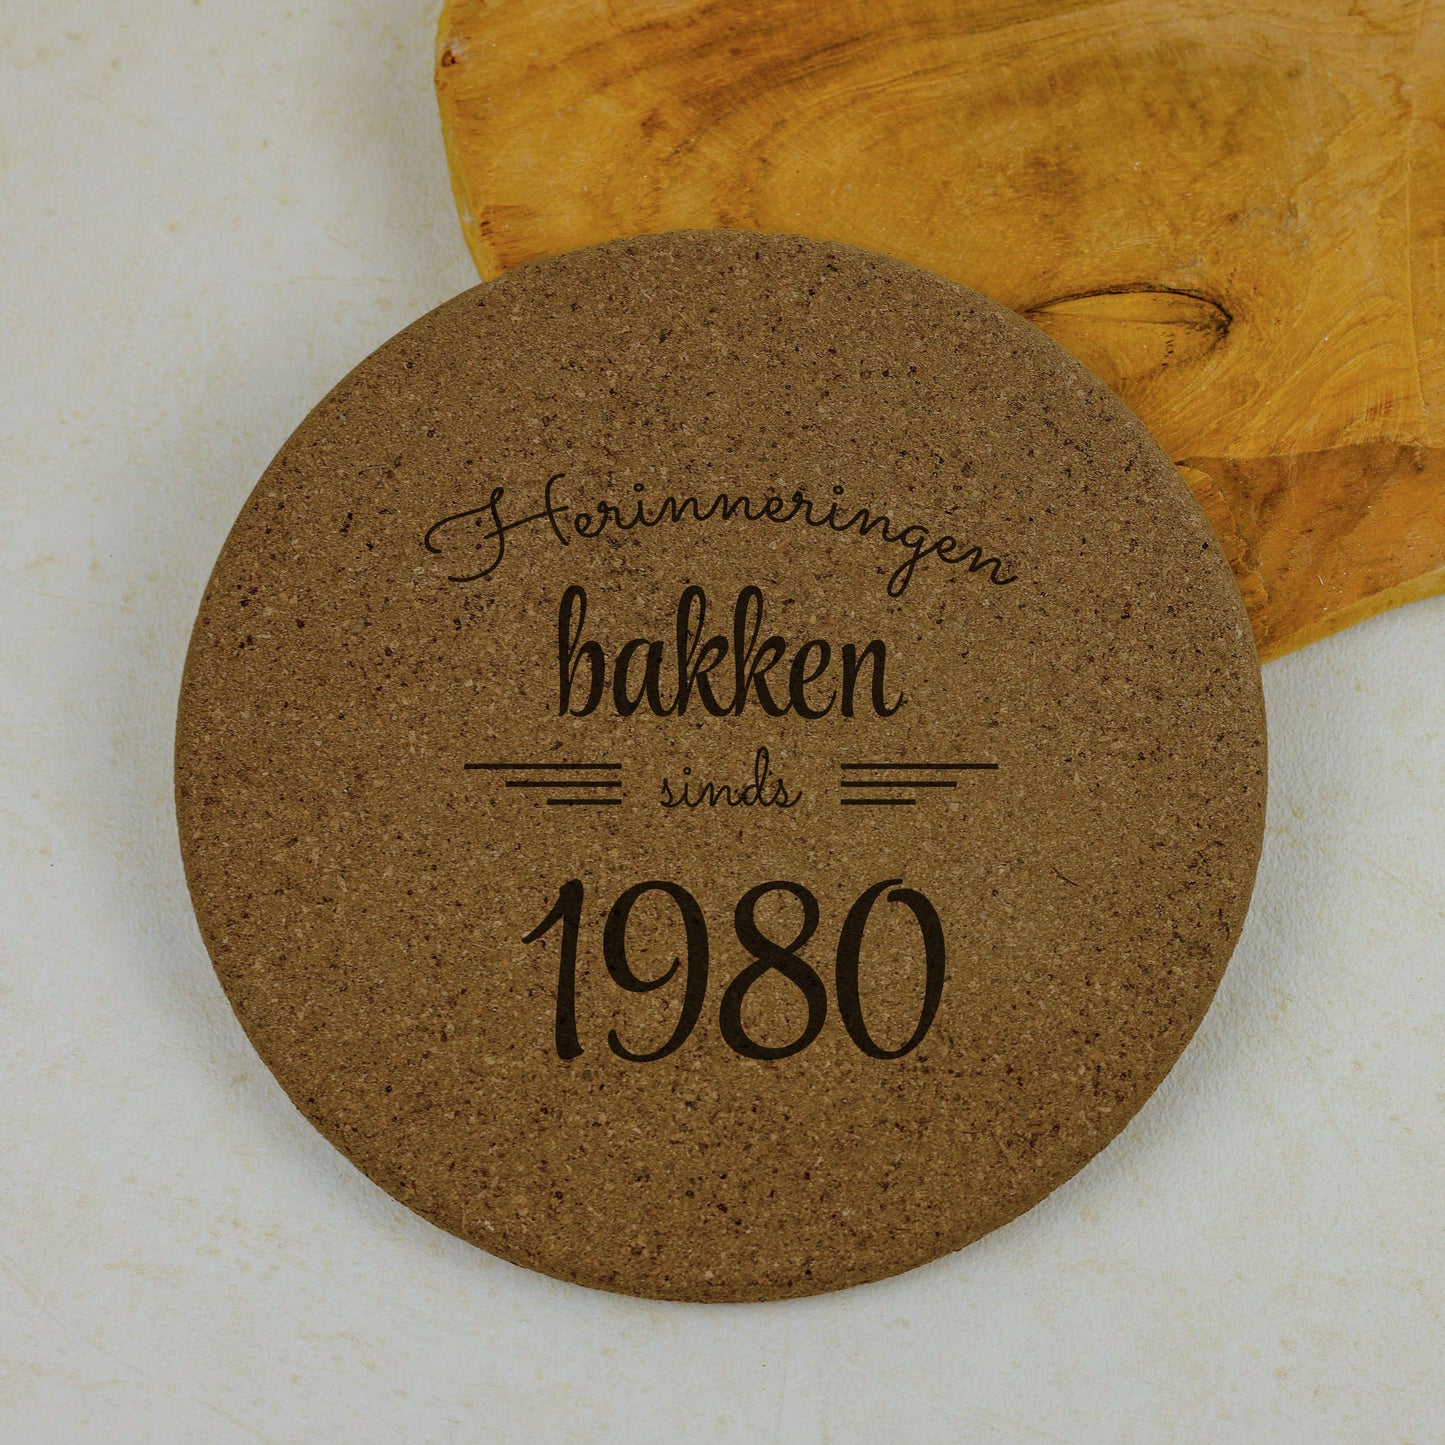 Herinneringen
bakken
sinds
1980